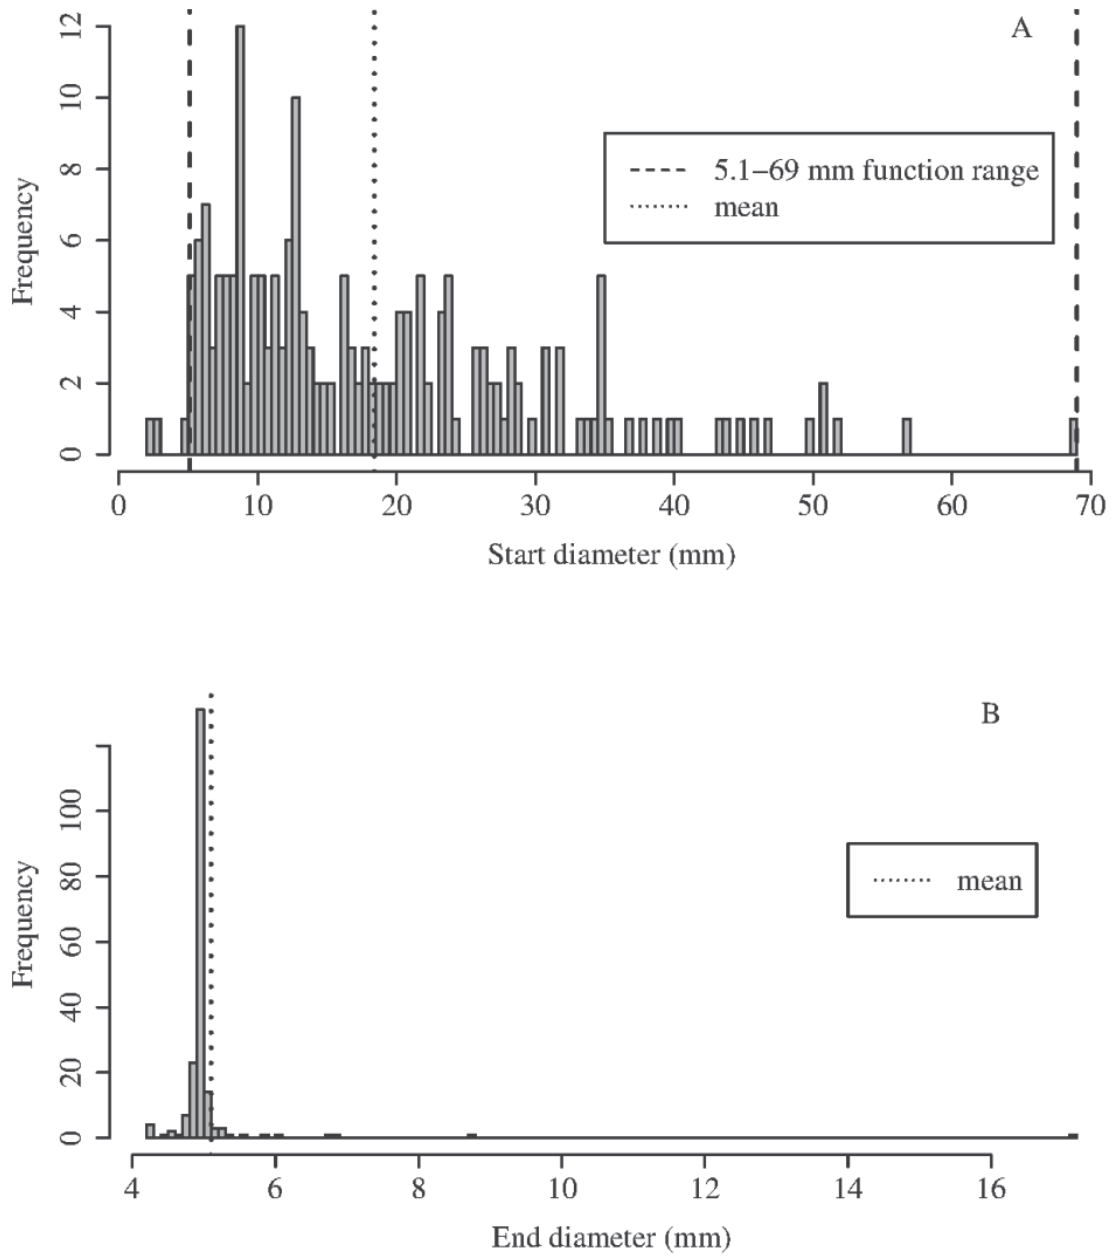 A
12
10
8
6
4
2
0
Frequency
5.1–69 mm function range
mean
0 10 20 30 40 50 60 70
Start diameter (mm)
B
100
80
60
40
20
0
Frequency
mean
4 6 8 10 12 14 16
End diameter (mm)